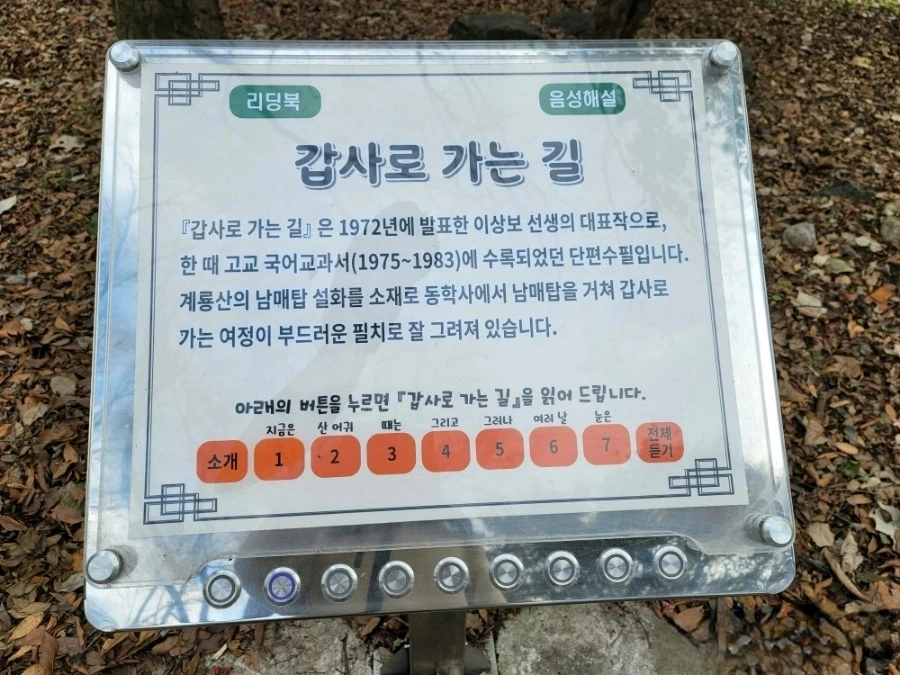 리딩북
음성해설
갑사로 가는 길
『갑사로 가는 길』은 1972년에 발표한 이상보 선생의 대표작으로,
한 때 고교 국어교과서(1975~1983)에 수록되었던 단편수필입니다.
계룡산의 남매탑 설화를 소재로 동학사에서 남매탑을 거쳐 갑사로
가는 여정이 부드러운 필치로 잘 그려져 있습니다.
아래의 버튼을 누르면 『갑사로 가는 길』을 읽어 드립니다.
지금은 산 어귀 때는 그리고 그러나 여러 날 늦은
소개 1 2 3 4 5 6 7 전체 듣기